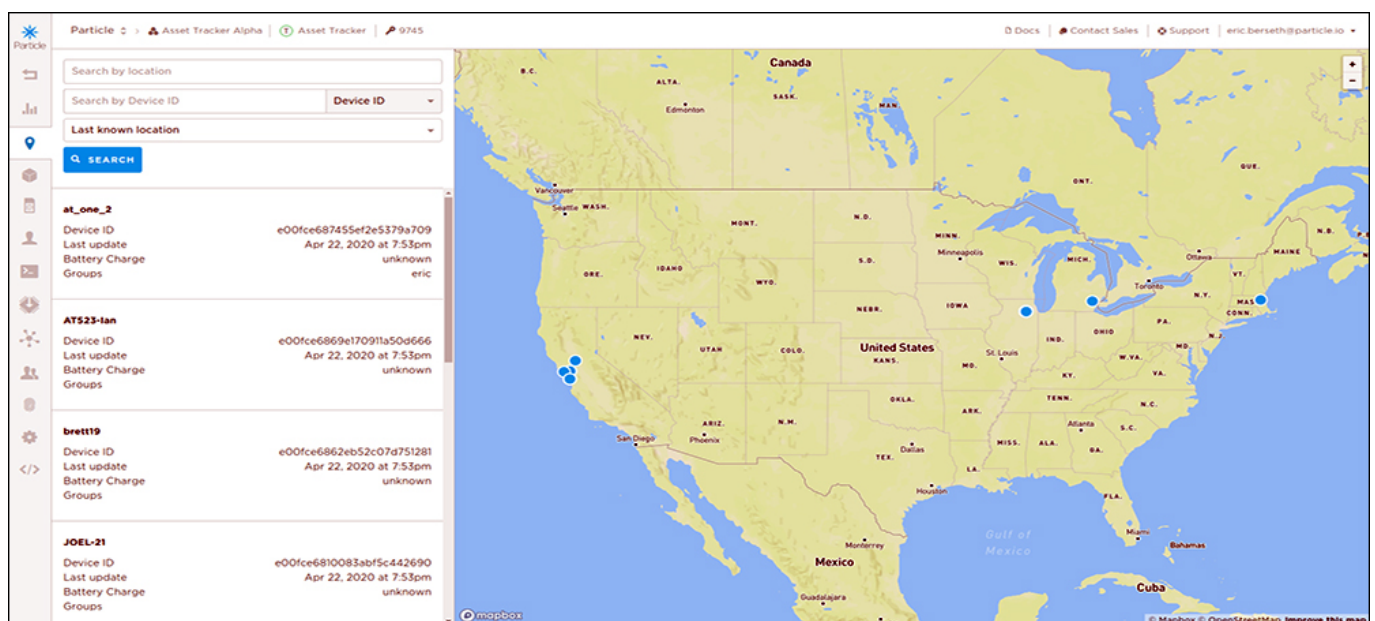 Particle
Particle > Asset Tracker Alpha | T Asset Tracker | 9745
Docs | Contact Sales | Support | eric.berseth@particle.io
Search by location
Search by Device ID Device ID
Last known location
SEARCH
at_one_2
Device ID e00fce687455ef2e5379a709
Last update Apr 22, 2020 at 7:53pm
Battery Charge unknown
Groups eric
AT523-Ian
Device ID e00fce6869e170911a50d666
Last update Apr 22, 2020 at 7:53pm
Battery Charge unknown
Groups
brett19
Device ID e00fce6862eb52c07d751281
Last update Apr 22, 2020 at 7:53pm
Battery Charge unknown
Groups
JOEL-21
Device ID e00fce6810083abf5c442690
Last update Apr 22, 2020 at 7:53pm
Battery Charge unknown
Groups
B.C.
Canada
ALTA.
SASK.
Edmonton
MAN.
QUE.
ONT.
Vancouver
Seattle WASH.
MONT.
N.D.
MINN.
N.B.
Minneapolis
WIS.
MICH.
Ottawa
MAINE
ORE.
IDAHO
S.D.
VT.
WYO.
Toronto
N.Y.
MAS
NEBR.
IOWA
CONN.
PA.
OHIO
NEV.
IND.
N.J.
UTAH
COLO.
United States
St. Louis
MD.
KANS.
W.VA.
MO.
KY.
VA.
OKLA.
TENN.
N.C.
ARK.
ARIZ.
N.M.
Atlanta
S.C.
San Diego
Phoenix
MISS.
ALA.
GA.
Dallas
TEX.
LA.
Houston
FLA.
Gulf of
Mexico
Miami
Bahamas
Monterrey
Mexico
Cuba
Guadalajara
mapbox
© Mapbox © OpenStreetMap Improve this map